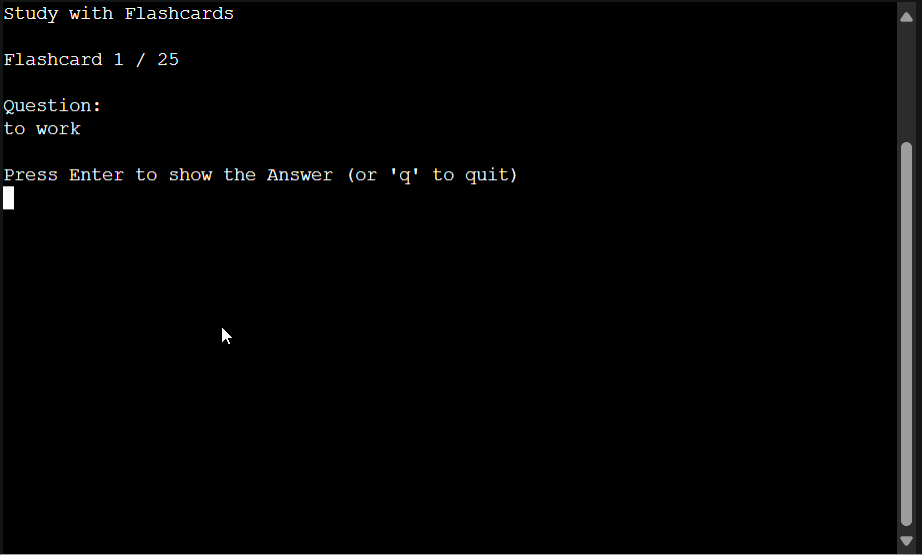 Study with Flashcards
Flashcard 1 / 25
Question:
to work
Press Enter to show the Answer (or 'q' to quit)